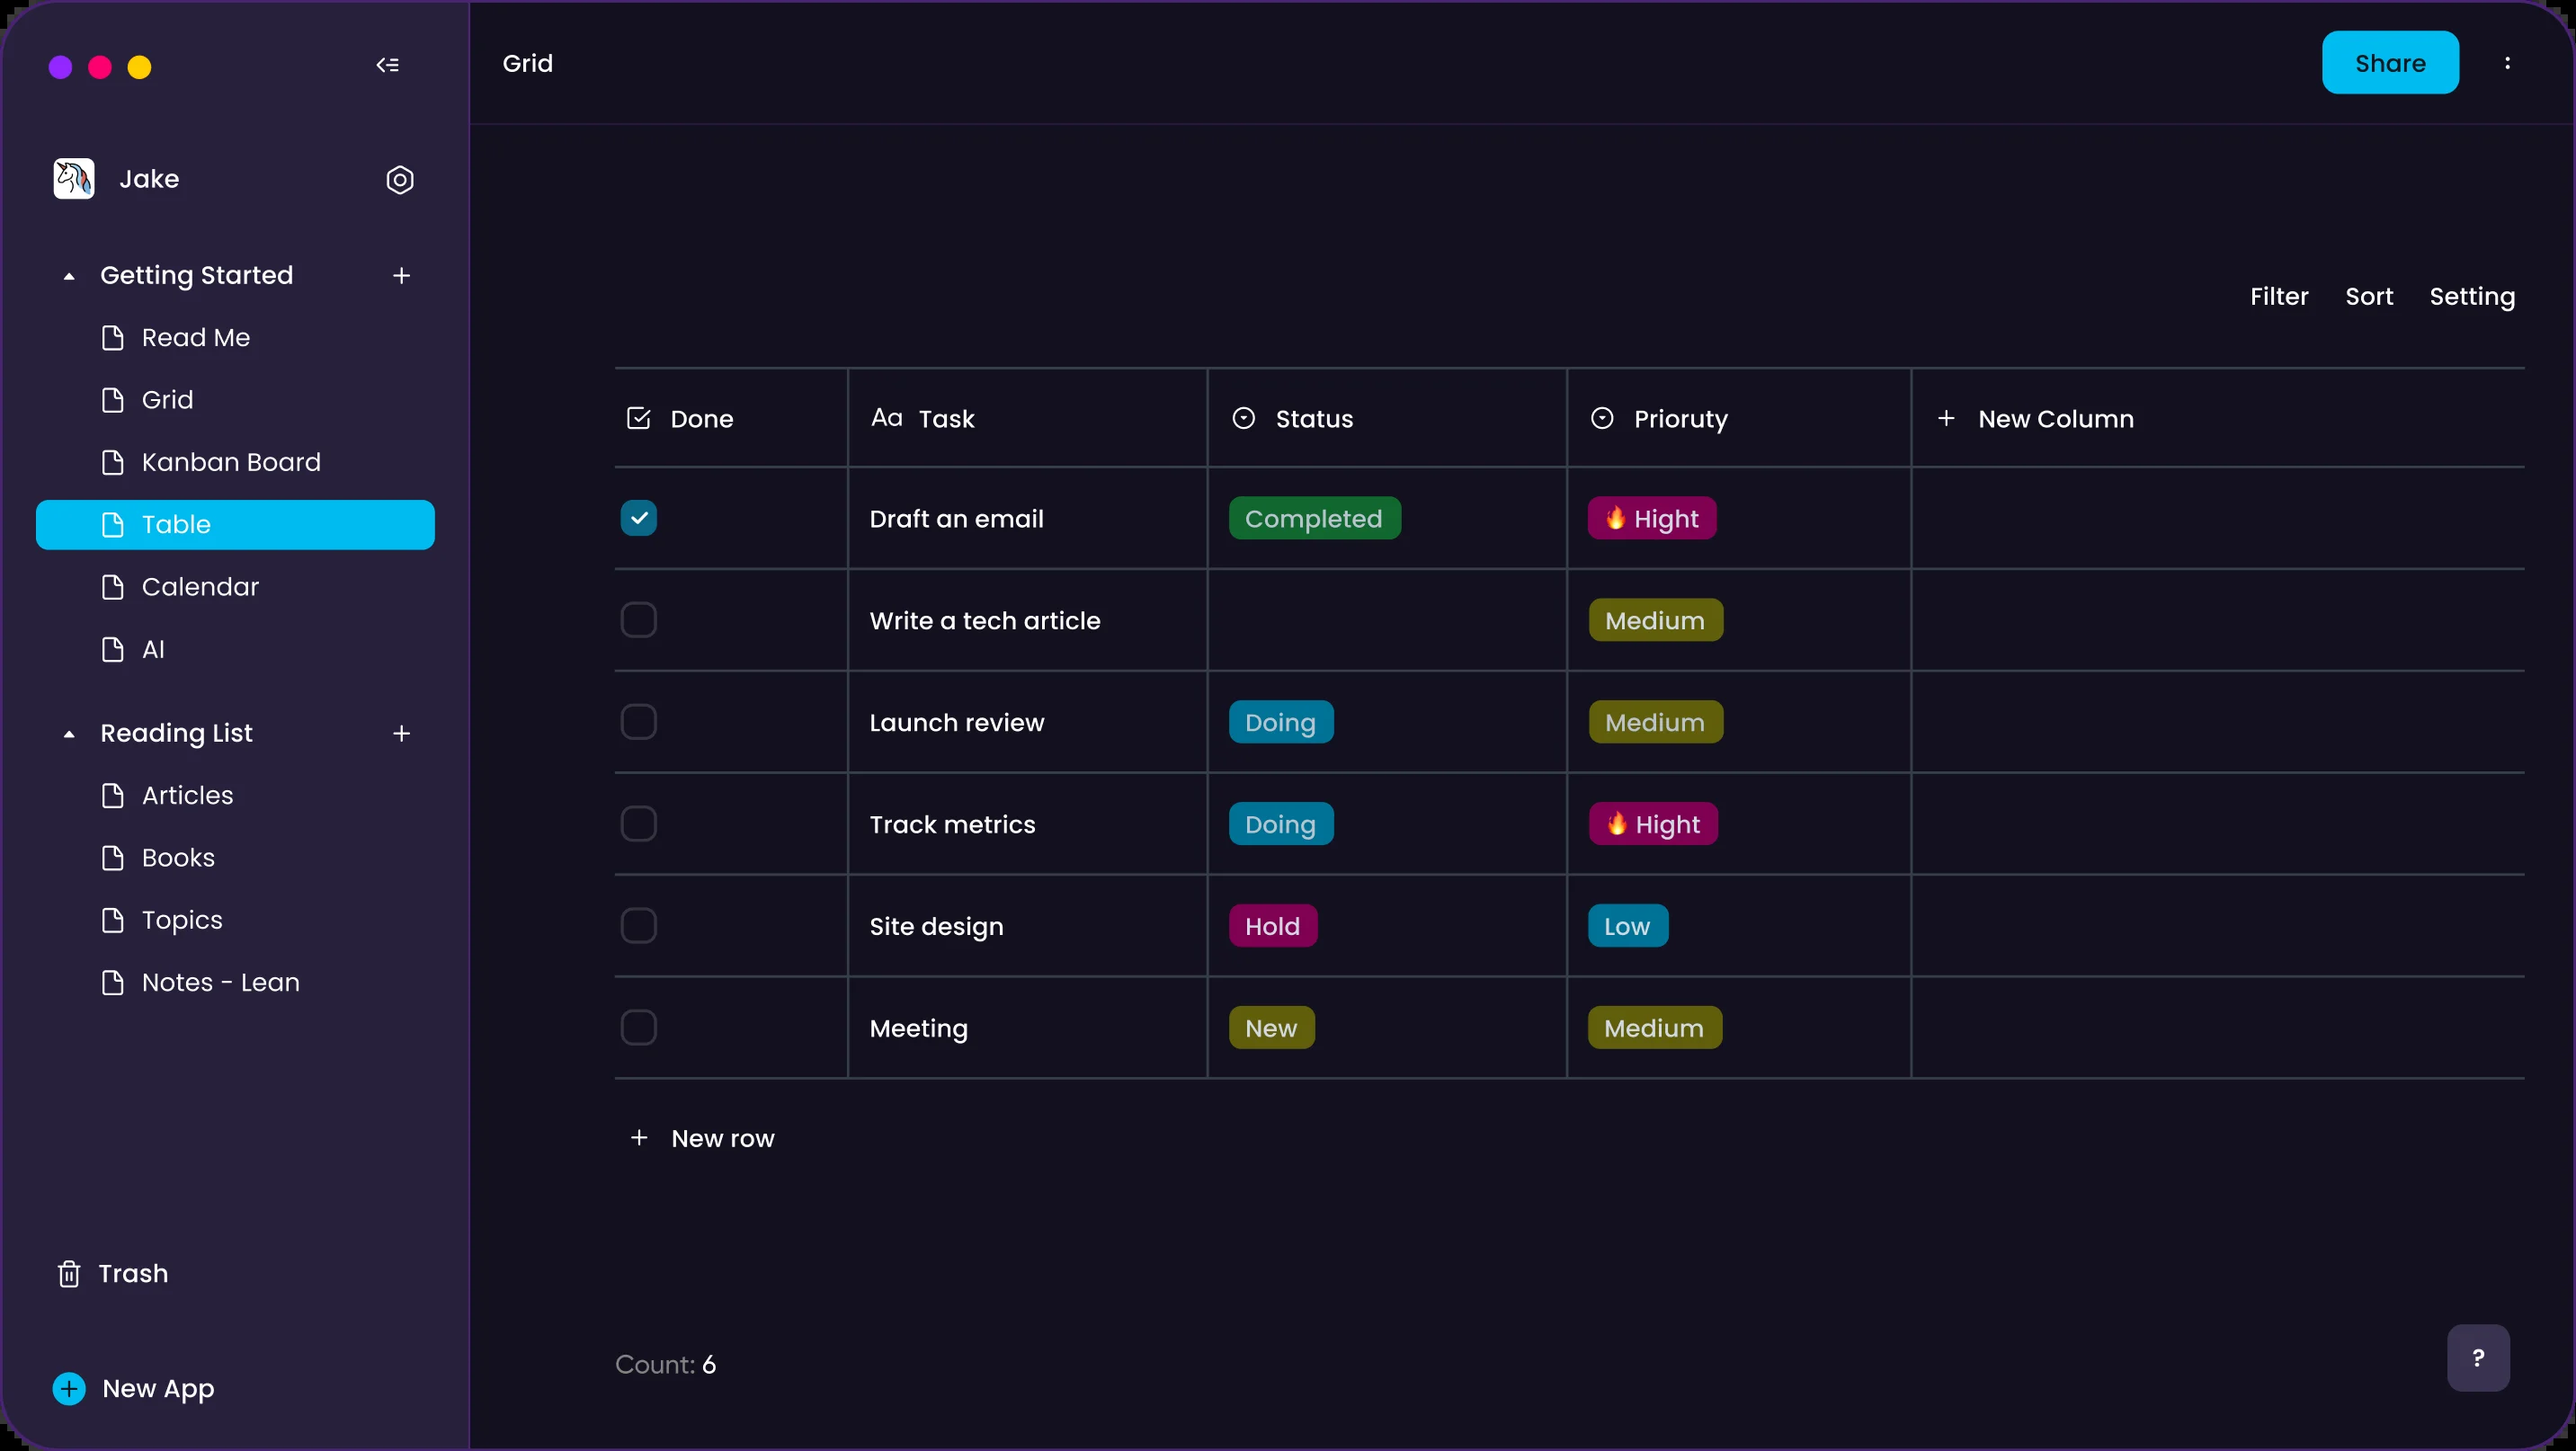 Grid
Share
Jake
Getting Started
Read Me
Grid
Kanban Board
Table
Calendar
AI
Reading List
Articles
Books
Topics
Notes - Lean
Trash
New App
Filter Sort Setting
Done Aa Task Status Prioruty New Column
Draft an email Completed 🔥 Hight
Write a tech article Medium
Launch review Doing Medium
Track metrics Doing 🔥 Hight
Site design Hold Low
Meeting New Medium
New row
Count: 6
?